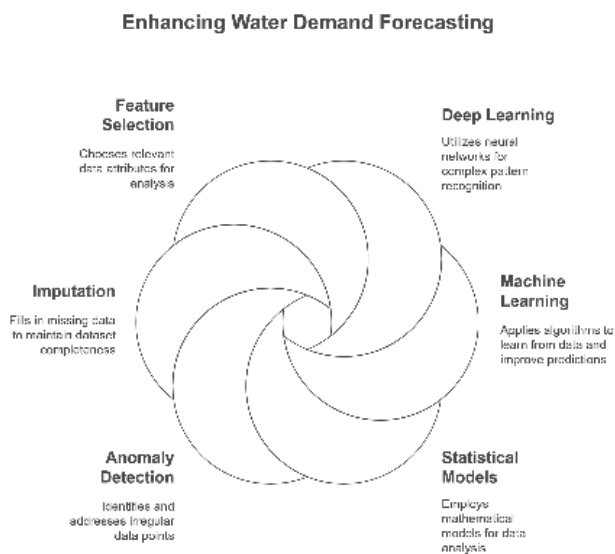 Enhancing Water Demand Forecasting
Feature
Selection
Chooses relevant
data attributes for
analysis
Deep Learning
Utilizes neural
networks for
complex pattern
recognition
Imputation
Fills in missing data
to maintain dataset
completeness
Machine
Learning
Applies algorithms to
learn from data and
improve predictions
Anomaly
Detection
Identifies and
addresses irregular
data points
Statistical
Models
Employs
mathematical
models for data
analysis